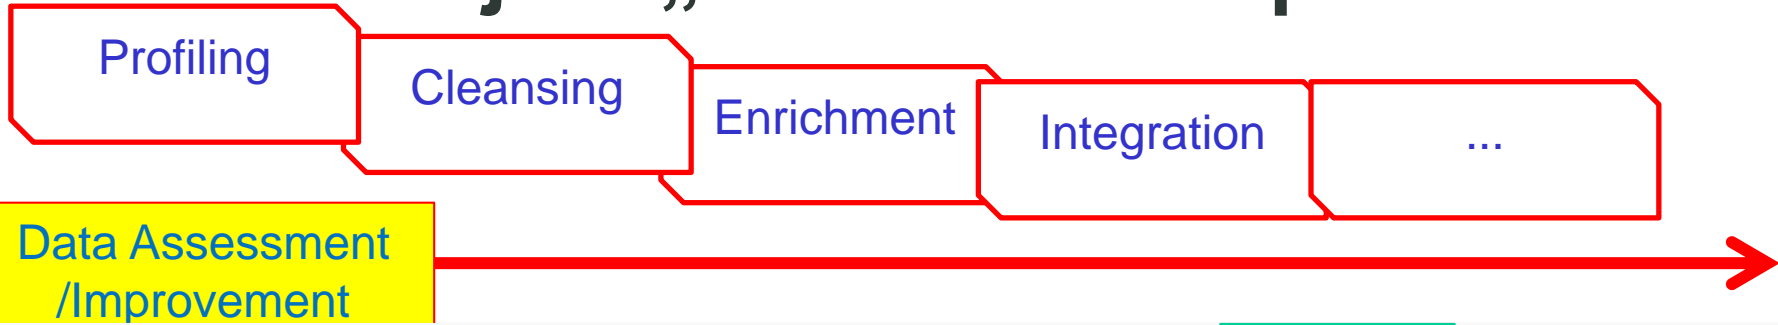 Profiling
Cleansing
Enrichment
Integration
...
Data Assessment
/Improvement